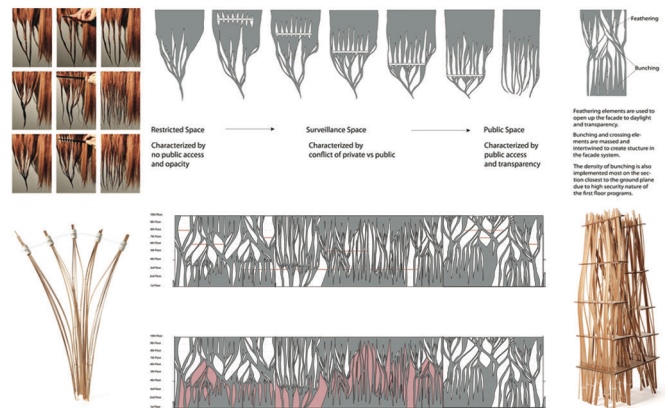 Feathering
Bunching
Restricted Space
Surveillance Space
Public Space
Characterized by
no public access
and opacity
Characterized by
conflict of private vs public
Characterized by
public access
and transparency
Feathering elements are used to
open up the facade to daylight
and transparency.
Bunching and crossing ele-
ments are massed and
intertwined to create stucture in
the facade system.
The density of bunching is also
implemented most on the sec-
tion closest to the ground plane
due to high security nature of
the first floor programs.